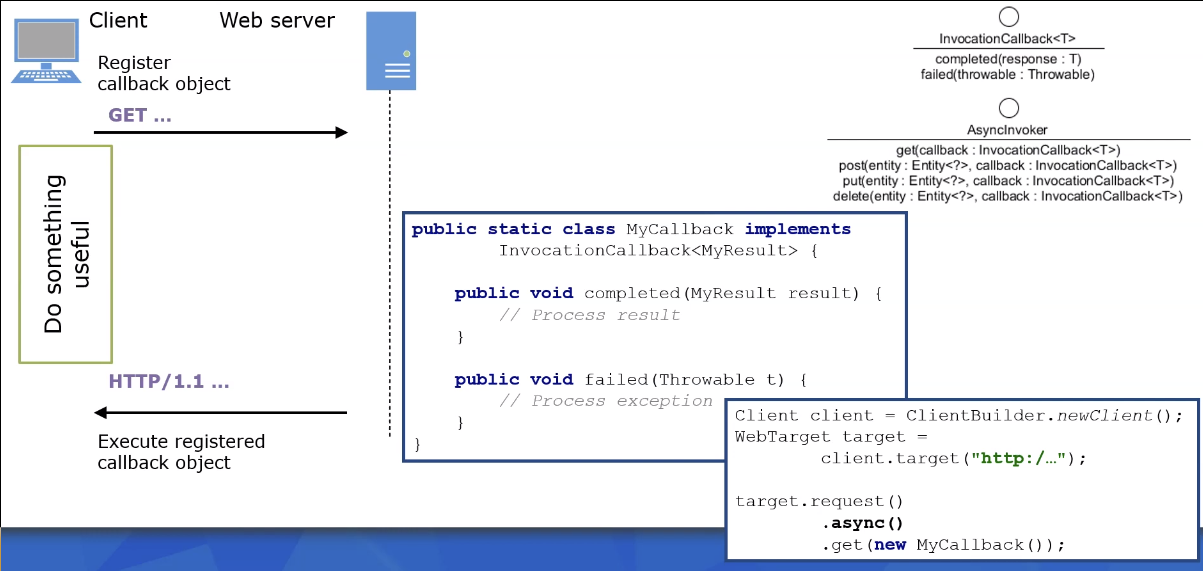 Client
Web server
Register
callback object
GET ...
Do something
useful
HTTP/1.1 ...
Execute registered
callback object
InvocationCallback<T>
completed(response : T)
failed(throwable : Throwable)
AsyncInvoker
get(callback : InvocationCallback<T>)
post(entity : Entity<?>, callback : InvocationCallback<T>)
put(entity : Entity<?>, callback : InvocationCallback<T>)
delete(entity : Entity<?>, callback : InvocationCallback<T>)
public static class MyCallback implements
InvocationCallback<MyResult> {
public void completed(MyResult result) {
// Process result
}
public void failed(Throwable t) {
// Process exception
}
}
Client client = ClientBuilder.newClient();
WebTarget target =
client.target("http:/…");
target.request()
.async()
.get(new MyCallback());